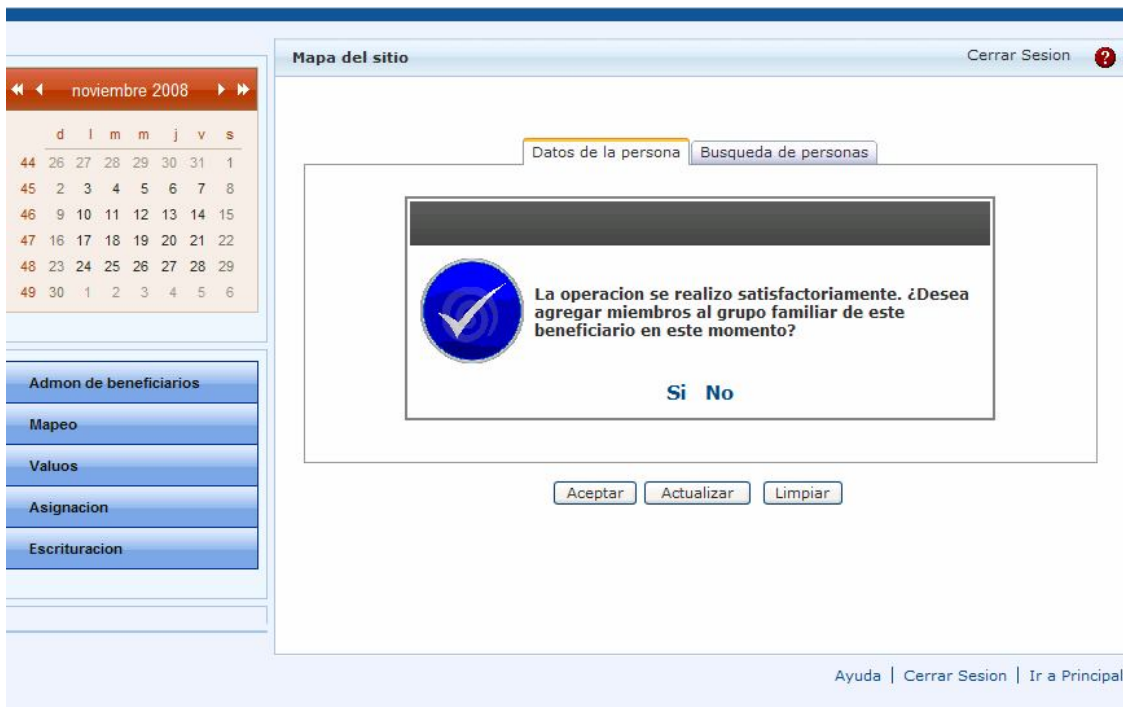 Mapa del sitio
Cerrar Sesion
?
noviembre 2008
d l m m j v s
44 26 27 28 29 30 31 1
45 2 3 4 5 6 7 8
46 9 10 11 12 13 14 15
47 16 17 18 19 20 21 22
48 23 24 25 26 27 28 29
49 30 1 2 3 4 5 6
Admon de beneficiarios
Mapeo
Valuos
Asignacion
Escrituracion
Datos de la persona
Busqueda de personas
La operacion se realizo satisfactoriamente. ¿Desea
agregar miembros al grupo familiar de este
beneficiario en este momento?
Si No
Aceptar Actualizar Limpiar
Ayuda | Cerrar Sesion | Ir a Principal